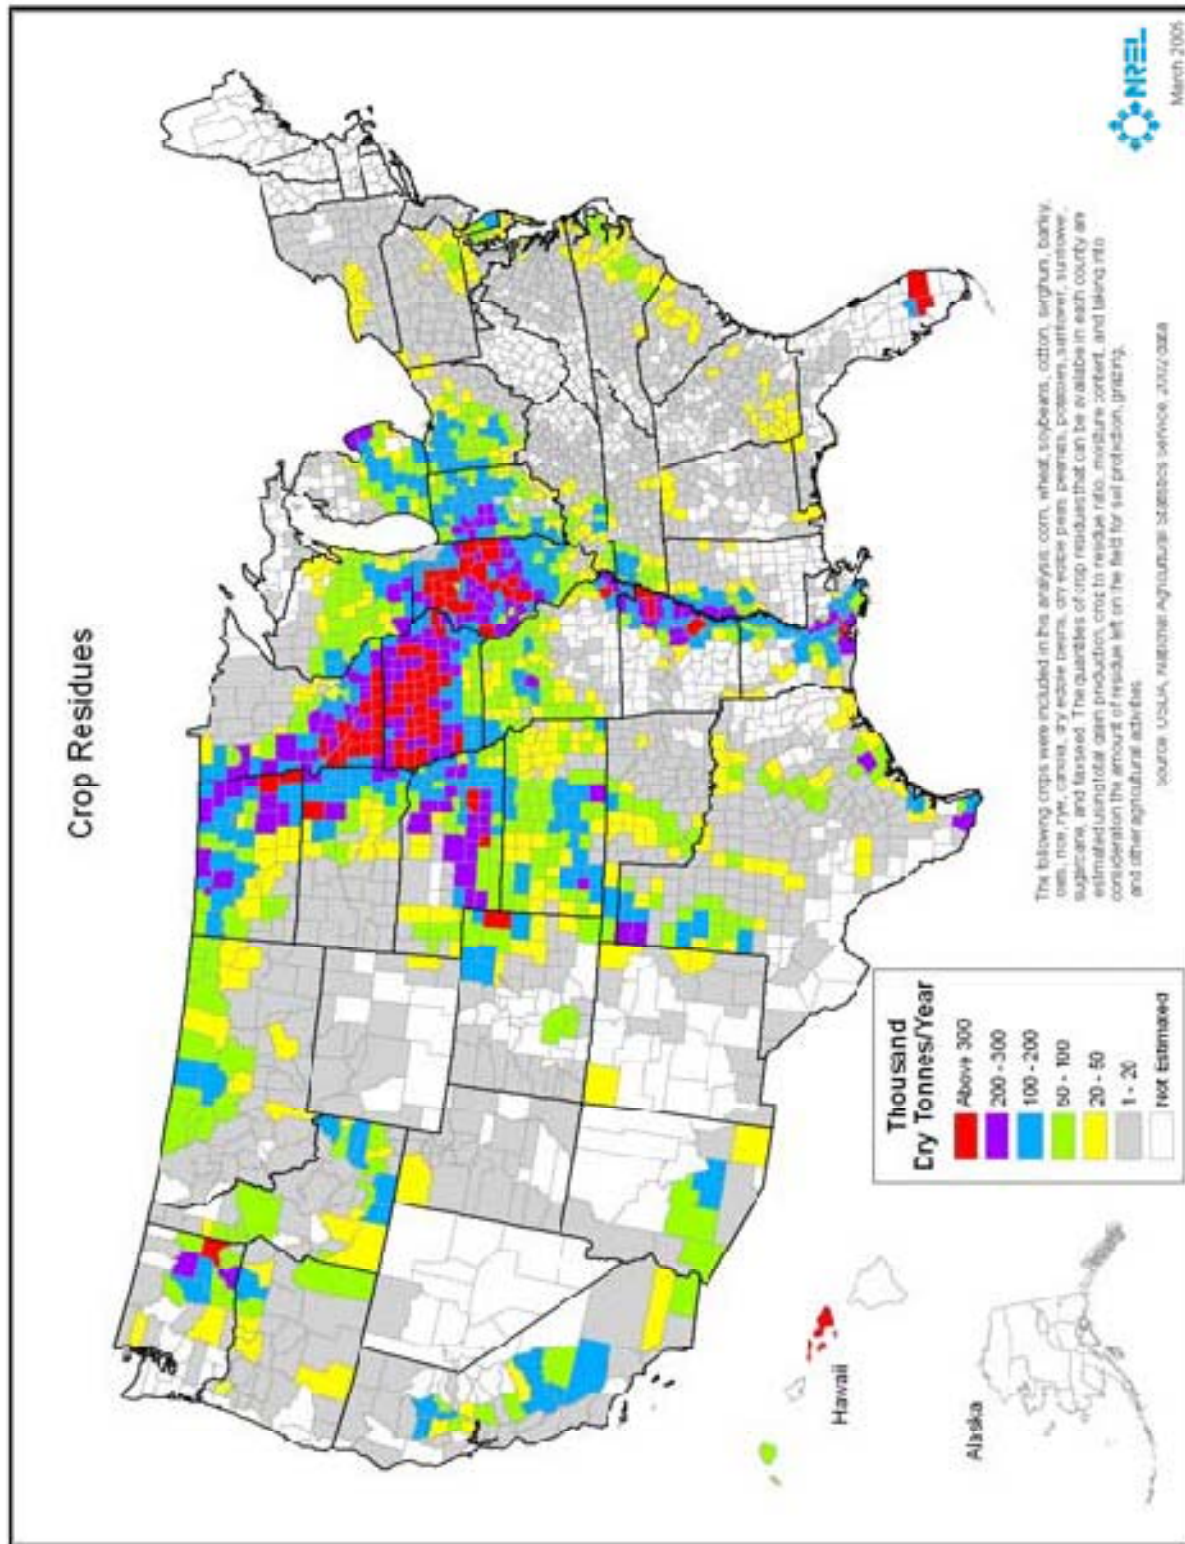 Crop Residues
Hawaii
Alaska
Thousand
Dry Tonnes/Year
Above 300
200 - 300
100 - 200
50 - 100
20 - 50
1 - 20
Not Estimated
The following crops were included in this analysis: corn, wheat, soybeans, cotton, sorghum, barley,
oats, rice, rye, canola, dry edible beans, dry edible peas, peanuts, potatoes, safflower, sunflower,
sugarcane, and flaxseed. The quantities of crop residues that can be available in each county are
estimated using total grain production, crop to residue ratio, moisture content, and taking into
consideration the amount of residue left on the field for soil protection, grazing,
and other agricultural activities.
Source: USDA, National Agricultural Statistics Service, 2002 data
NREL
March 2005